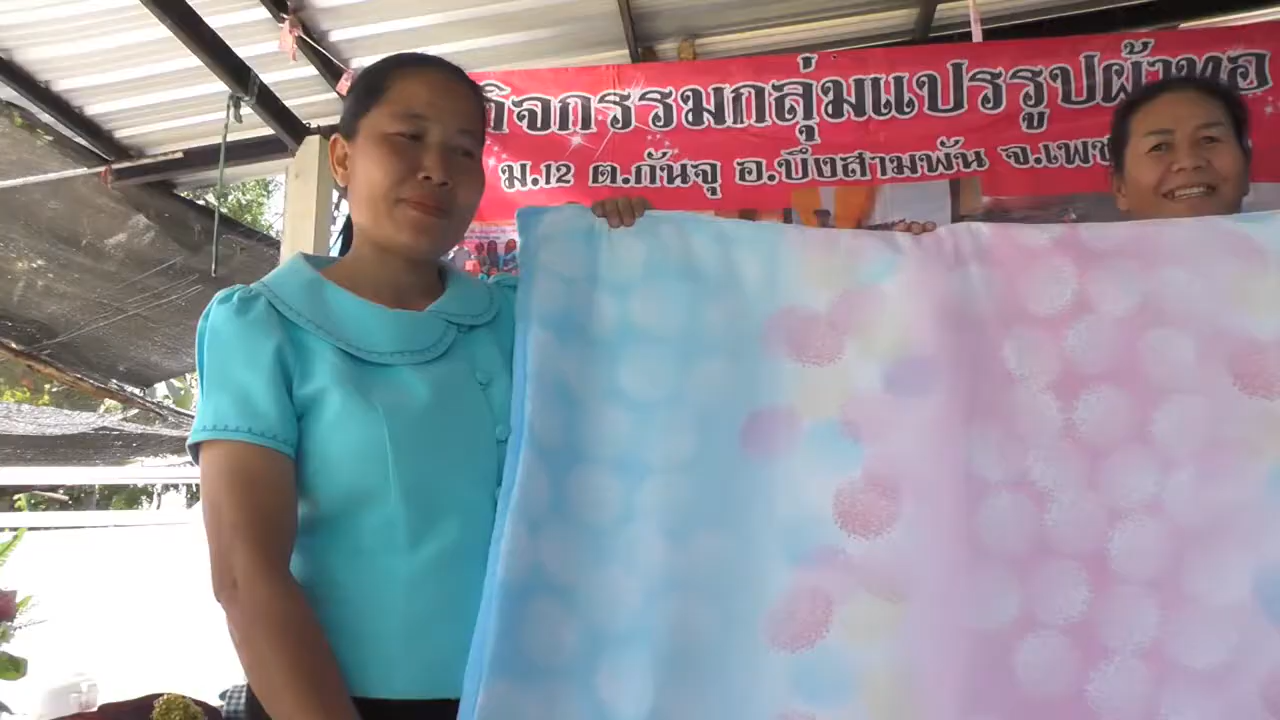 กิจกรรมกลุ่มแปรรูปผ้าทอ
ม.12 ต.กันจุ อ.บึงสามพัน จ.เพช